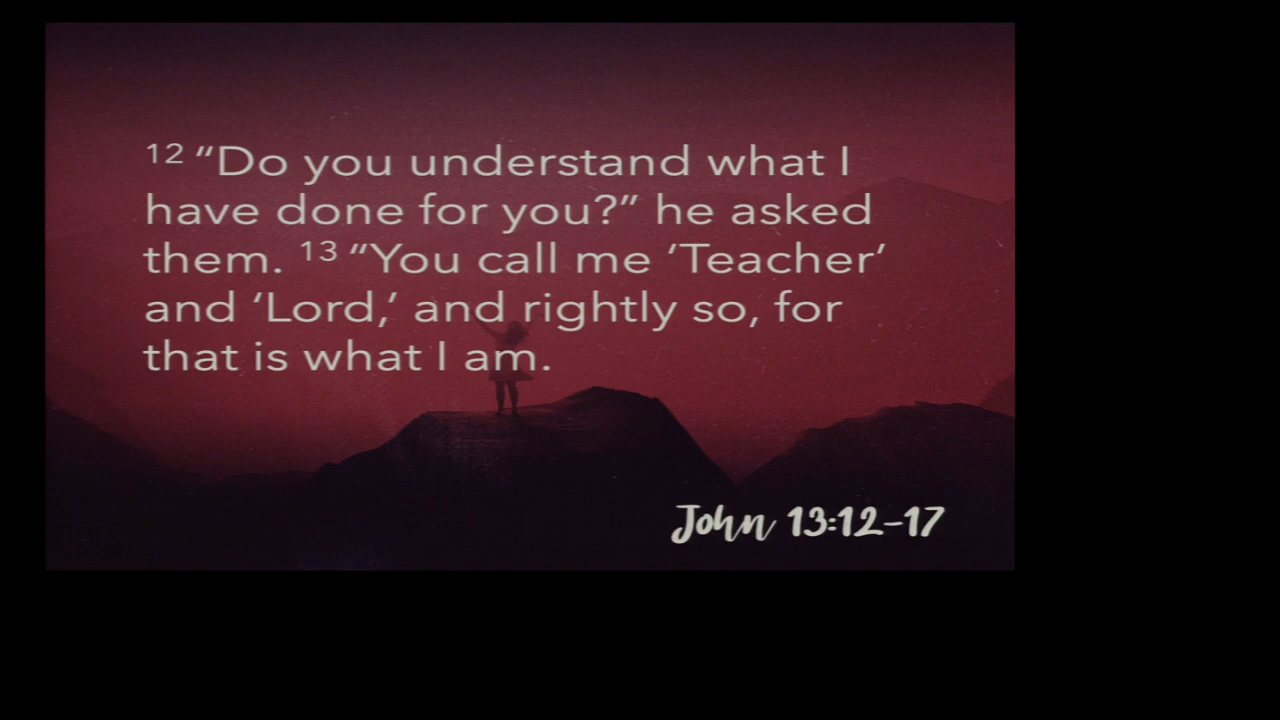 12 “Do you understand what I
have done for you?” he asked
them. 13 “You call me ‘Teacher’
and ‘Lord,’ and rightly so, for
that is what I am.
John 13:12–17